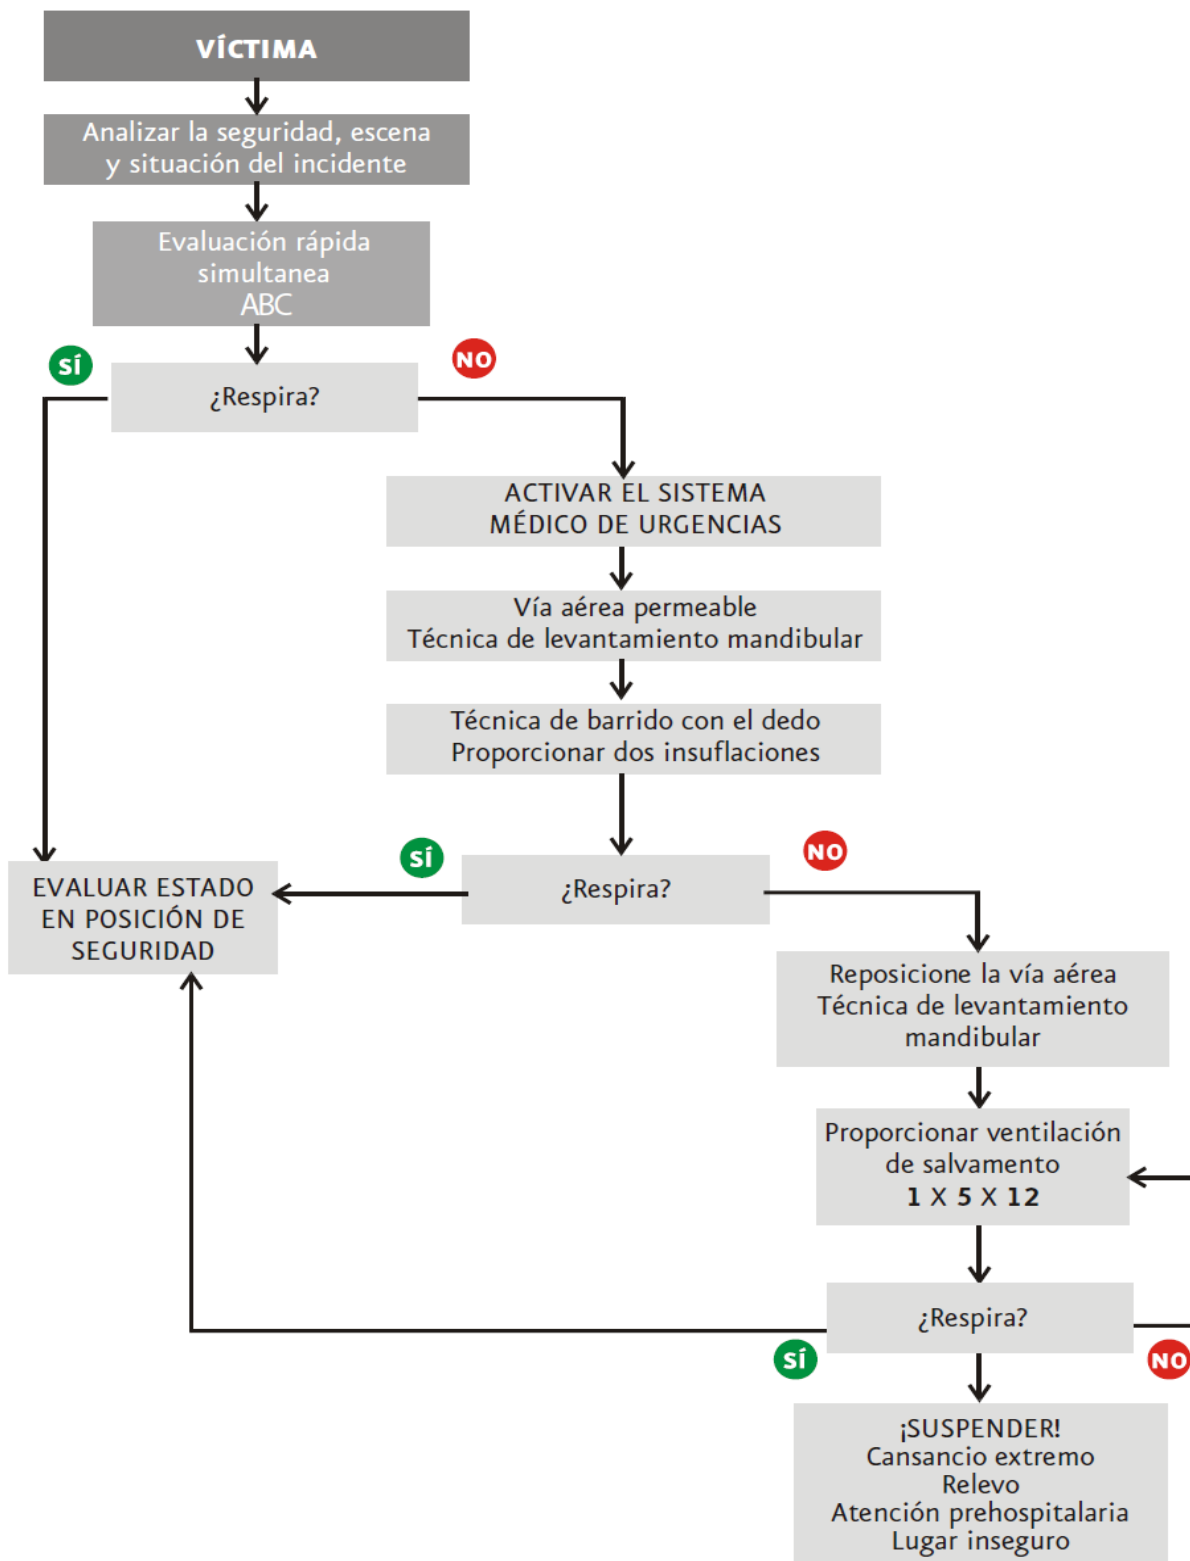 VÍCTIMA
Analizar la seguridad, escena
y situación del incidente
Evaluación rápida
simultanea
ABC
SÍ
NO
¿Respira?
ACTIVAR EL SISTEMA
MÉDICO DE URGENCIAS
Vía aérea permeable
Técnica de levantamiento mandibular
Técnica de barrido con el dedo
Proporcionar dos insuflaciones
SÍ
NO
¿Respira?
EVALUAR ESTADO
EN POSICIÓN DE
SEGURIDAD
Reposicione la vía aérea
Técnica de levantamiento
mandibular
Proporcionar ventilación
de salvamento
1 X 5 X 12
¿Respira?
SÍ
NO
¡SUSPENDER!
Cansancio extremo
Relevo
Atención prehospitalaria
Lugar inseguro